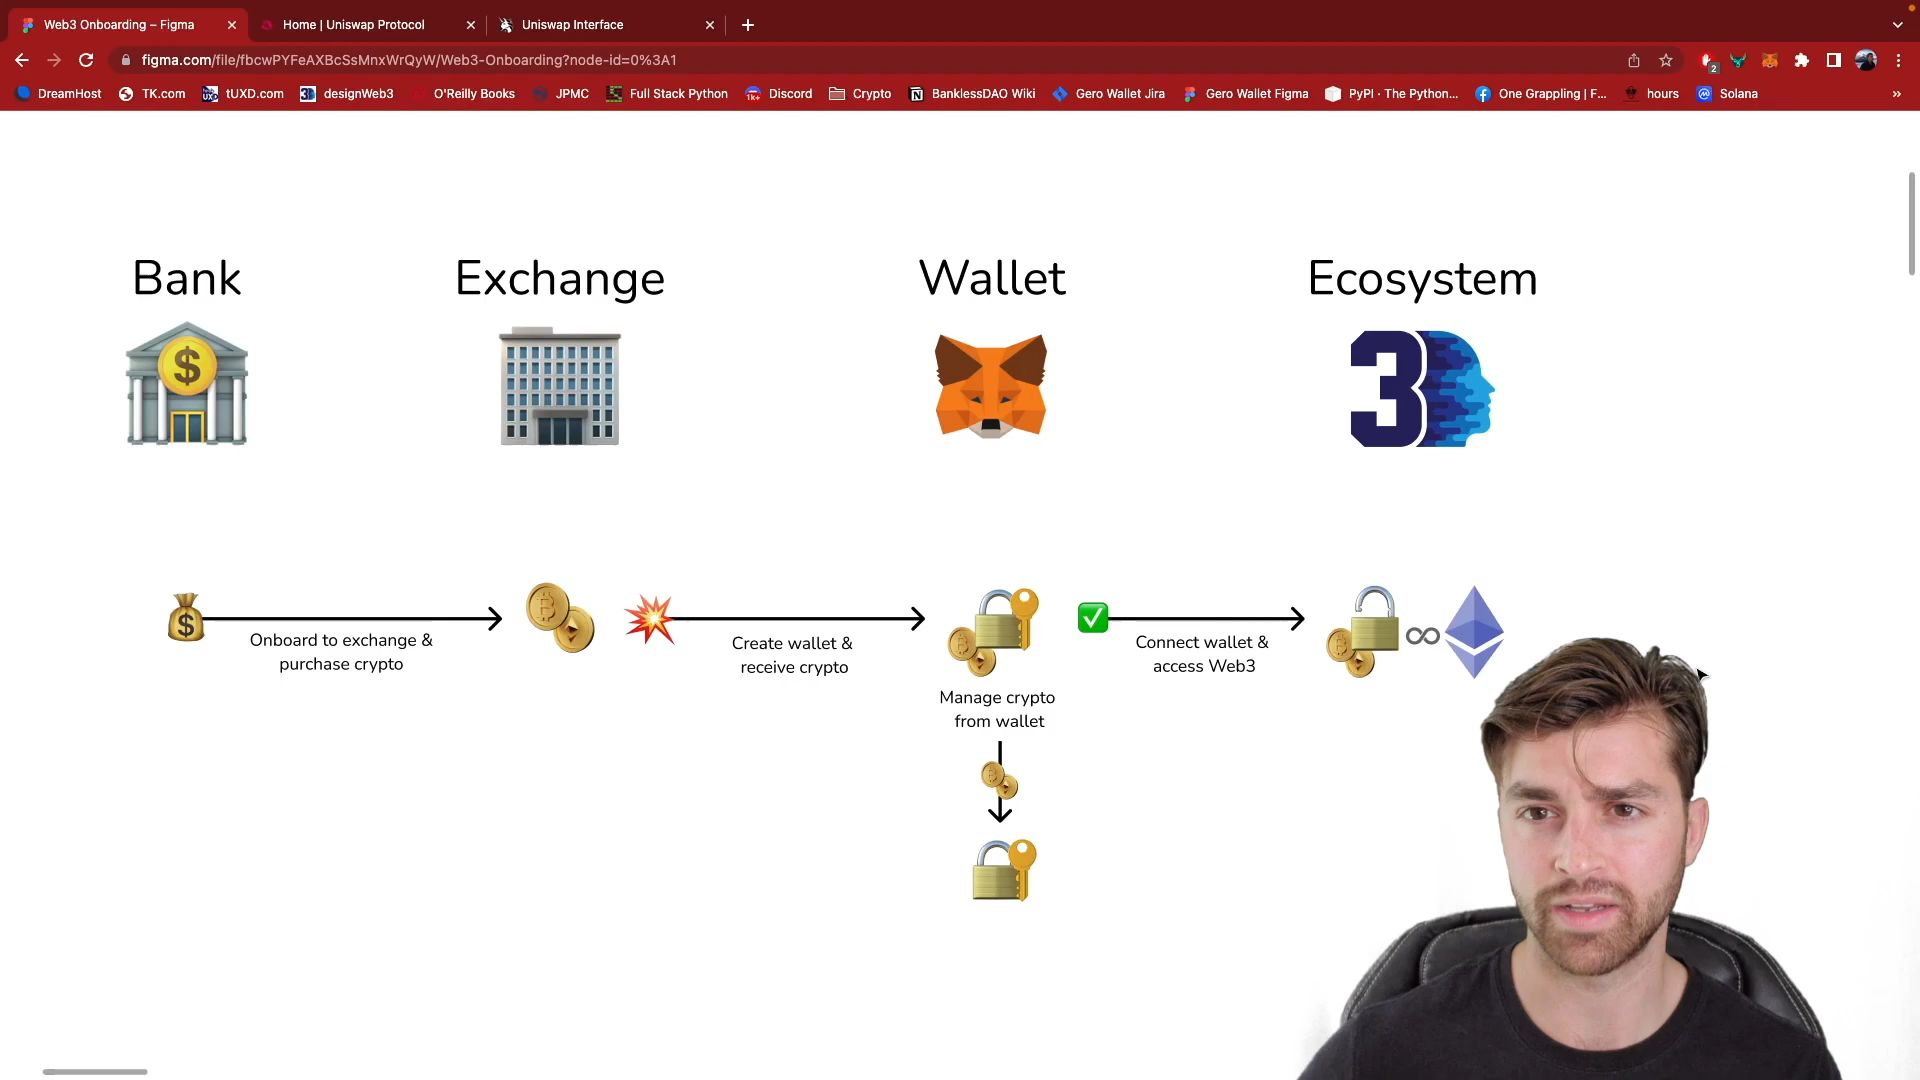 Web3 Onboarding – Figma
Home | Uniswap Protocol
Uniswap Interface
figma.com/file/fbcwPYFeAXBcSsMnxWrQyW/Web3-Onboarding?node-id=0%3A1
2
DreamHost
TK.com
tUXD.com
designWeb3
O'Reilly Books
JPMC
Full Stack Python
1k+
Discord
Crypto
BanklessDAO Wiki
Gero Wallet Jira
Gero Wallet Figma
PyPI · The Python...
One Grappling | F...
hours
Solana
Bank
Exchange
Wallet
Ecosystem
$
3
$
Onboard to exchange &
purchase crypto
Create wallet &
receive crypto
Connect wallet &
access Web3
Manage crypto
from wallet